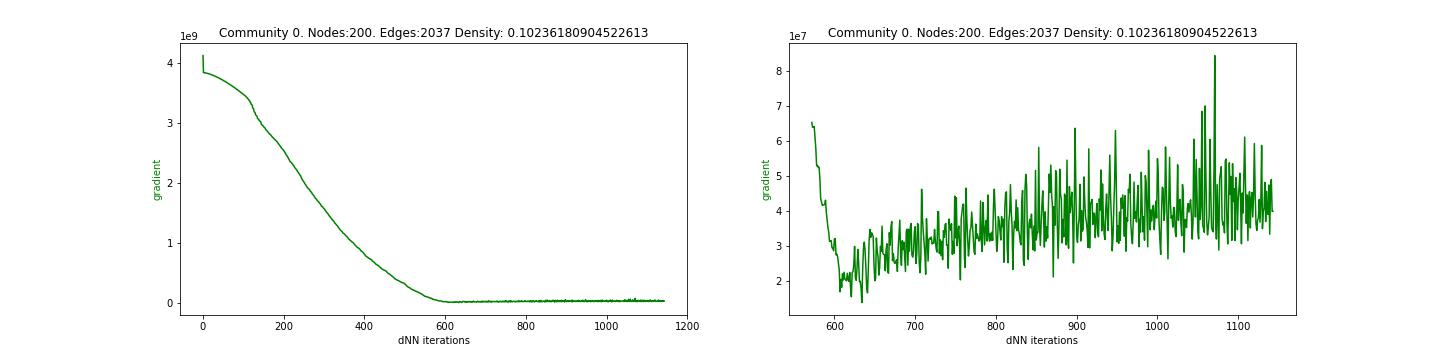 Community 0. Nodes:200. Edges:2037 Density: 0.10236180904522613
1e9
4
3
2
1
0
gradient
0 200 400 600 800 1000 1200
dNN iterations
Community 0. Nodes:200. Edges:2037 Density: 0.10236180904522613
1e7
8
7
6
5
4
3
2
gradient
600 700 800 900 1000 1100
dNN iterations